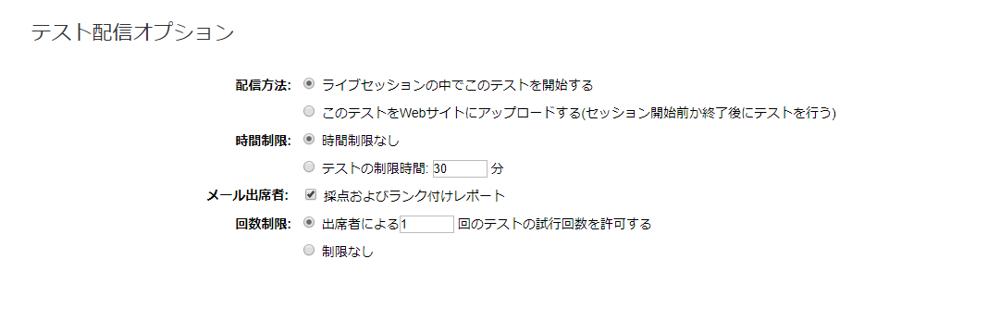 テスト配信オプション
配信方法: ライブセッションの中でこのテストを開始する
このテストをWebサイトにアップロードする(セッション開始前か終了後にテストを行う)
時間制限: 時間制限なし
テストの制限時間: 30 分
メール出席者: 採点およびランク付けレポート
回数制限: 出席者による1 回のテストの試行回数を許可する
制限なし